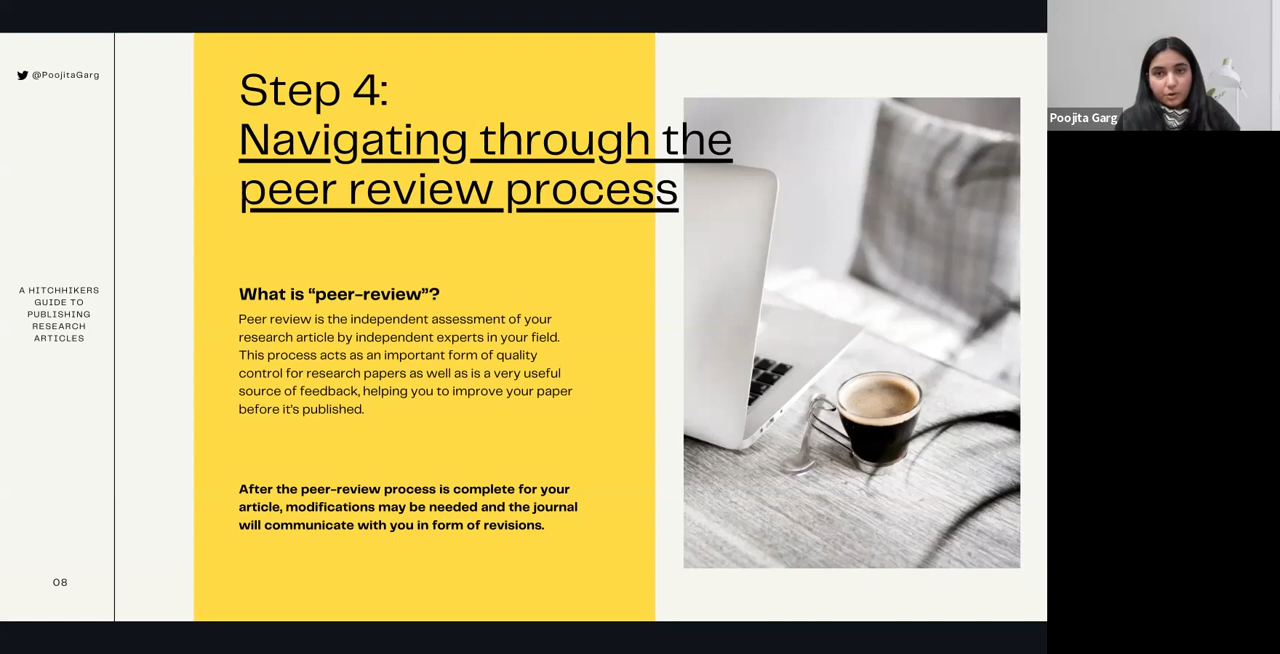 @PoojitaGarg
A HITCHHIKERS
GUIDE TO
PUBLISHING
RESEARCH
ARTICLES
08
Step 4:
Navigating through the
peer review process
What is “peer-review”?
Peer review is the independent assessment of your
research article by independent experts in your field.
This process acts as an important form of quality
control for research papers as well as is a very useful
source of feedback, helping you to improve your paper
before it’s published.
After the peer-review process is complete for your
article, modifications may be needed and the journal
will communicate with you in form of revisions.
Poojita Garg